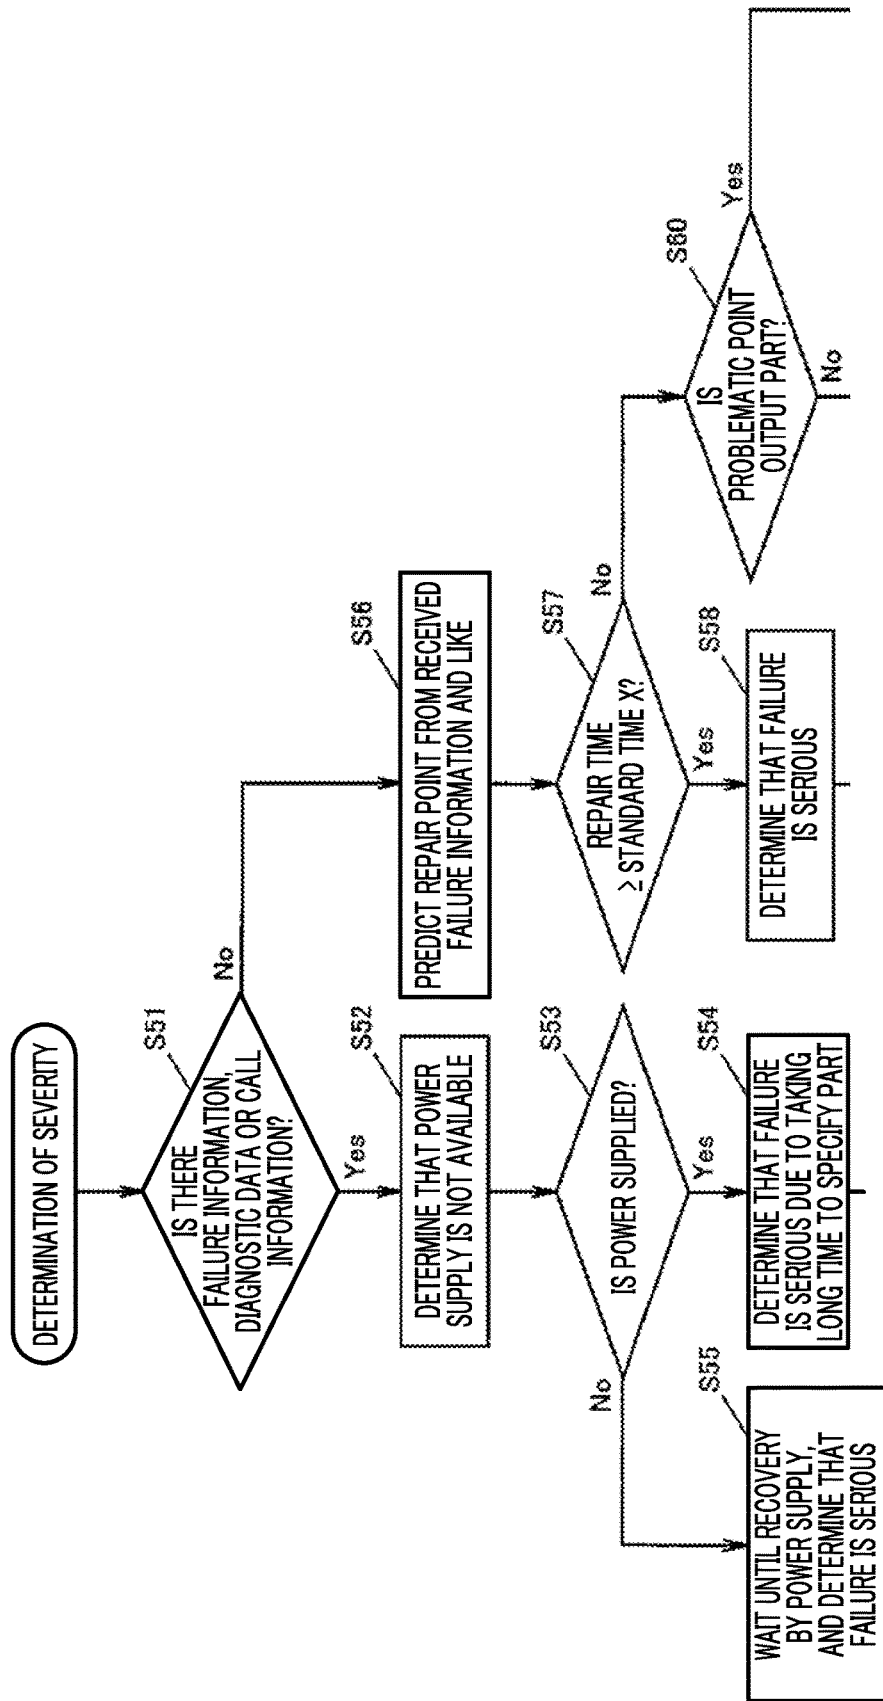 DETERMINATION OF SEVERITY
S51
IS THERE
FAILURE INFORMATION,
DIAGNOSTIC DATA OR CALL
INFORMATION?
No
Yes
S52
DETERMINE THAT POWER
SUPPLY IS NOT AVAILABLE
S56
PREDICT REPAIR POINT FROM RECEIVED
FAILURE INFORMATION AND LIKE
S53
IS POWER SUPPLIED?
No
Yes
S57
REPAIR TIME
≥ STANDARD TIME X?
No
Yes
S55
WAIT UNTIL RECOVERY
BY POWER SUPPLY,
AND DETERMINE THAT
FAILURE IS SERIOUS
S54
DETERMINE THAT FAILURE
IS SERIOUS DUE TO TAKING
LONG TIME TO SPECIFY PART
S58
DETERMINE THAT FAILURE
IS SERIOUS
S60
IS
PROBLEMATIC POINT
OUTPUT PART?
Yes
No